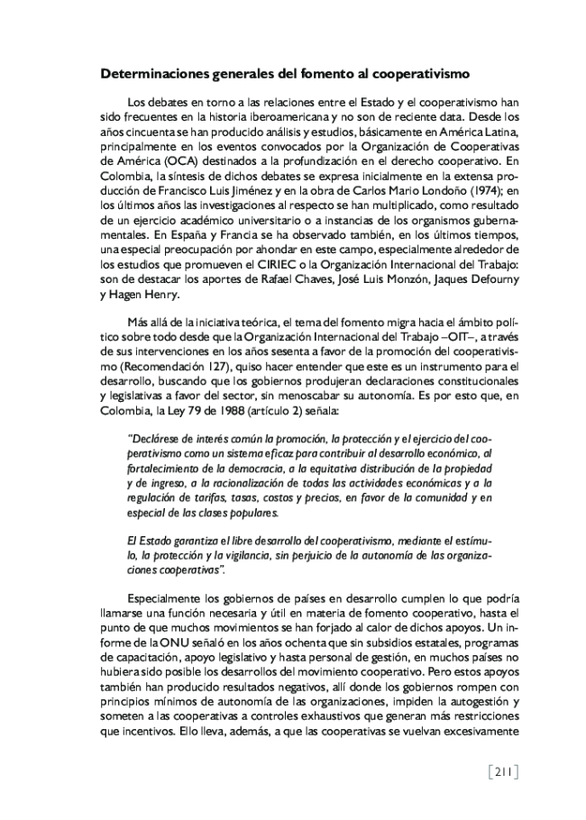 Determinaciones generales del fomento al cooperativismo
Los debates en torno a las relaciones entre el Estado y el cooperativismo han
sido frecuentes en la historia iberoamericana y no son de reciente data. Desde los
años cincuenta se han producido análisis y estudios, básicamente en América Latina,
principalmente en los eventos convocados por la Organización de Cooperativas
de América (OCA) destinados a la profundización en el derecho cooperativo. En
Colombia, la síntesis de dichos debates se expresa inicialmente en la extensa pro-
ducción de Francisco Luis Jiménez y en la obra de Carlos Mario Londoño (1974); en
los últimos años las investigaciones al respecto se han multiplicado, como resultado
de un ejercicio académico universitario o a instancias de los organismos guberna-
mentales. En España y Francia se ha observado también, en los últimos tiempos,
una especial preocupación por ahondar en este campo, especialmente alrededor de
los estudios que promueven el CIRIEC o la Organización Internacional del Trabajo:
son de destacar los aportes de Rafael Chaves, José Luis Monzón, Jaques Defourny
y Hagen Henry.
Más allá de la iniciativa teórica, el tema del fomento migra hacia el ámbito polí-
tico sobre todo desde que la Organización Internacional del Trabajo –OIT–, a través
de sus intervenciones en los años sesenta a favor de la promoción del cooperativis-
mo (Recomendación 127), quiso hacer entender que este es un instrumento para el
desarrollo, buscando que los gobiernos produjeran declaraciones constitucionales
y legislativas a favor del sector, sin menoscabar su autonomía. Es por esto que, en
Colombia, la Ley 79 de 1988 (artículo 2) señala:
"Declárese de interés común la promoción, la protección y el ejercicio del coo-
perativismo como un sistema eficaz para contribuir al desarrollo económico, al
fortalecimiento de la democracia, a la equitativa distribución de la propiedad
y de ingreso, a la racionalización de todas las actividades económicas y a la
regulación de tarifas, tasas, costos y precios, en favor de la comunidad y en
especial de las clases populares.
El Estado garantiza el libre desarrollo del cooperativismo, mediante el estímu-
lo, la protección y la vigilancia, sin perjuicio de la autonomía de las organiza-
ciones cooperativas".
Especialmente los gobiernos de países en desarrollo cumplen lo que podría
llamarse una función necesaria y útil en materia de fomento cooperativo, hasta el
punto de que muchos movimientos se han forjado al calor de dichos apoyos. Un in-
forme de la ONU señaló en los años ochenta que sin subsidios estatales, programas
de capacitación, apoyo legislativo y hasta personal de gestión, en muchos países no
hubiera sido posible los desarrollos del movimiento cooperativo. Pero estos apoyos
también han producido resultados negativos, allí donde los gobiernos rompen con
principios mínimos de autonomía de las organizaciones, impiden la autogestión y
someten a las cooperativas a controles exhaustivos que generan más restricciones
que incentivos. Ello lleva, además, a que las cooperativas se vuelvan excesivamente
[211]